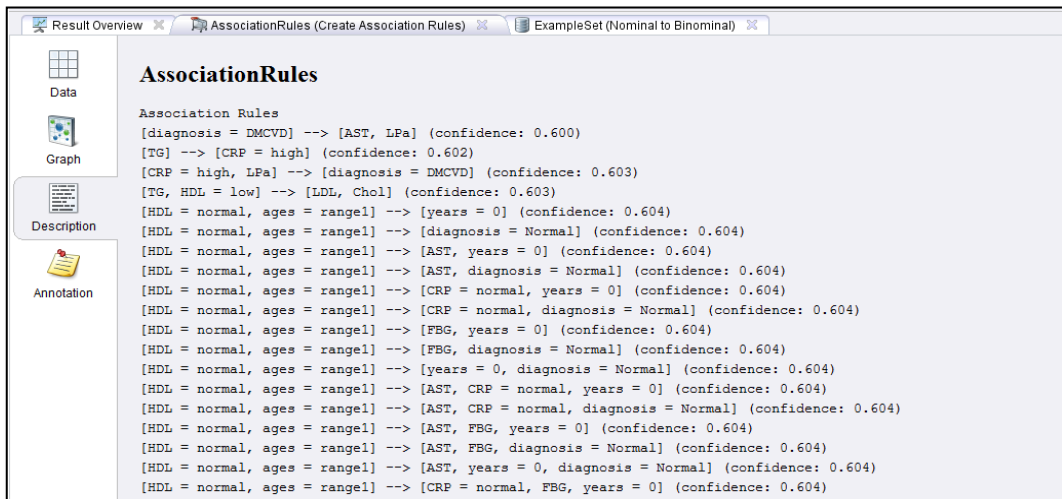 Result Overview
AssociationRules (Create Association Rules)
ExampleSet (Nominal to Binominal)
Data
Graph
Description
Annotation
AssociationRules
Association Rules
[diagnosis = DMCVD] --> [AST, LPa] (confidence: 0.600)
[TG] --> [CRP = high] (confidence: 0.602)
[CRP = high, LPa] --> [diagnosis = DMCVD] (confidence: 0.603)
[TG, HDL = low] --> [LDL, Chol] (confidence: 0.603)
[HDL = normal, ages = range1] --> [years = 0] (confidence: 0.604)
[HDL = normal, ages = range1] --> [diagnosis = Normal] (confidence: 0.604)
[HDL = normal, ages = range1] --> [AST, years = 0] (confidence: 0.604)
[HDL = normal, ages = range1] --> [AST, diagnosis = Normal] (confidence: 0.604)
[HDL = normal, ages = range1] --> [CRP = normal, years = 0] (confidence: 0.604)
[HDL = normal, ages = range1] --> [CRP = normal, diagnosis = Normal] (confidence: 0.604)
[HDL = normal, ages = range1] --> [FBG, years = 0] (confidence: 0.604)
[HDL = normal, ages = range1] --> [FBG, diagnosis = Normal] (confidence: 0.604)
[HDL = normal, ages = range1] --> [years = 0, diagnosis = Normal] (confidence: 0.604)
[HDL = normal, ages = range1] --> [AST, CRP = normal, years = 0] (confidence: 0.604)
[HDL = normal, ages = range1] --> [AST, CRP = normal, diagnosis = Normal] (confidence: 0.604)
[HDL = normal, ages = range1] --> [AST, FBG, years = 0] (confidence: 0.604)
[HDL = normal, ages = range1] --> [AST, FBG, diagnosis = Normal] (confidence: 0.604)
[HDL = normal, ages = range1] --> [AST, years = 0, diagnosis = Normal] (confidence: 0.604)
[HDL = normal, ages = range1] --> [CRP = normal, FBG, years = 0] (confidence: 0.604)